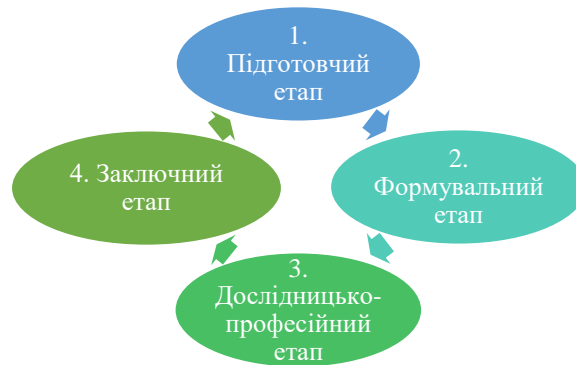 1.
Підготовчий
етап
2.
Формувальний
етап
3.
Дослідницько-
професійний
етап
4. Заключний
етап